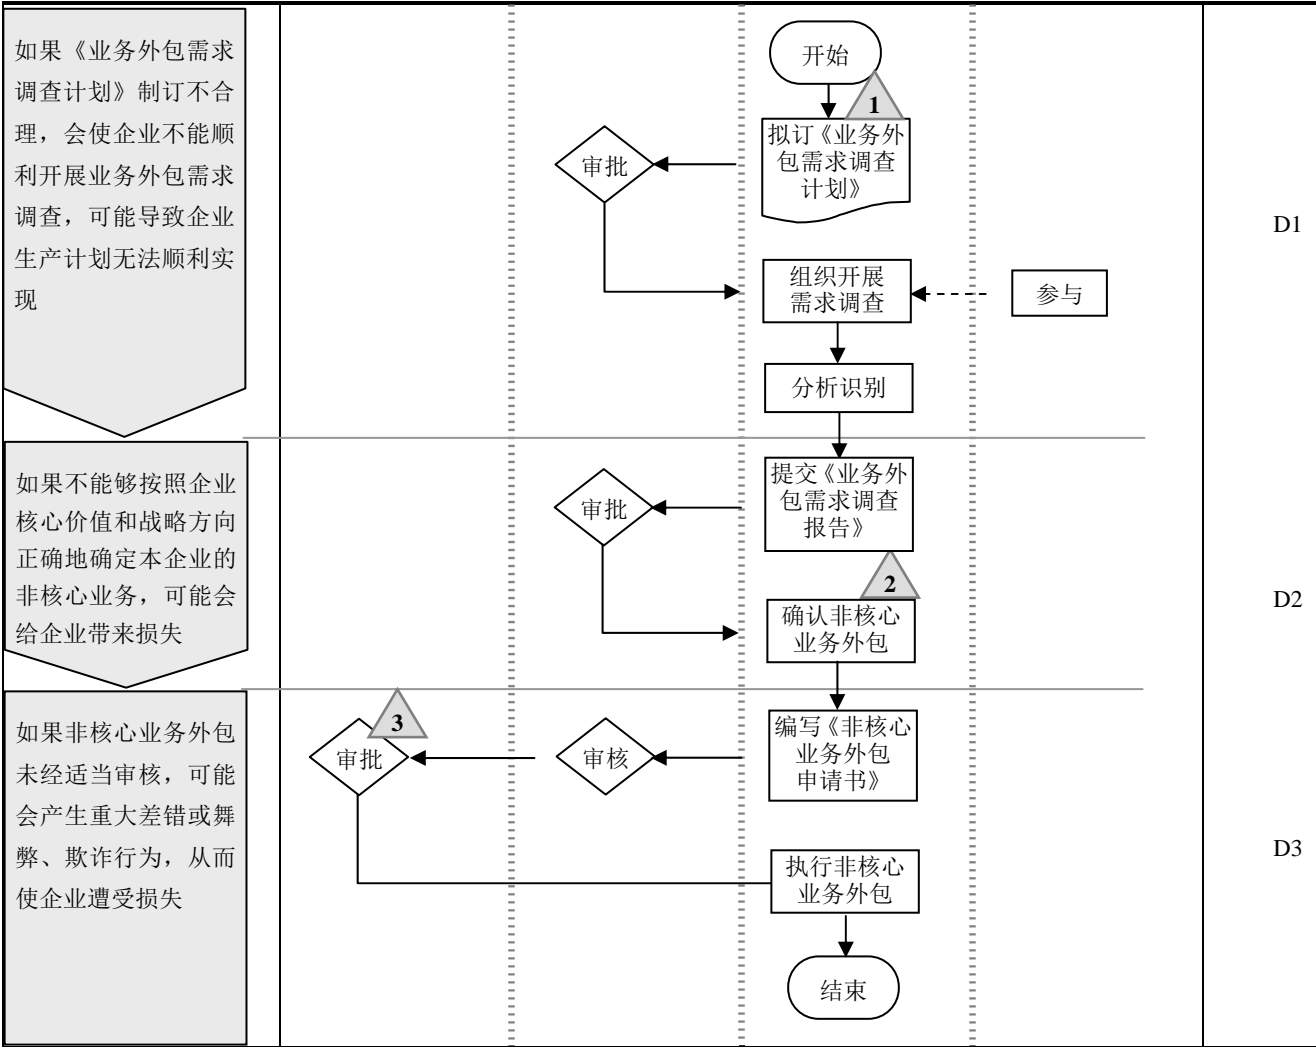 如果《业务外包需求
调查计划》制订不合
理，会使企业不能顺
利开展业务外包需求
调查，可能导致企业
生产计划无法顺利实
现
开始
1
拟订《业务外
包需求调查
计划》
审批
组织开展
需求调查
参与
分析识别
D1
如果不能够按照企业
核心价值和战略方向
正确地确定本企业的
非核心业务，可能会
给企业带来损失
提交《业务外
包需求调查
报告》
审批
2
确认非核心
业务外包
D2
如果非核心业务外包
未经适当审核，可能
会产生重大差错或舞
弊、欺诈行为，从而
使企业遭受损失
3
审批
审核
编写《非核心
业务外包
申请书》
执行非核心
业务外包
结束
D3